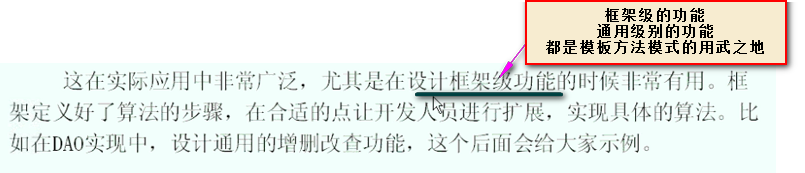 框架级的功能
通用级别的功能
都是模板方法模式的用武之地
这在实际应用中非常广泛，尤其是在设计框架级功能的时候非常有用。框
架定义好了算法的步骤，在合适的点让开发人员进行扩展，实现具体的算法。比
如在DAO实现中，设计通用的增删改查功能，这个后面会给大家示例。